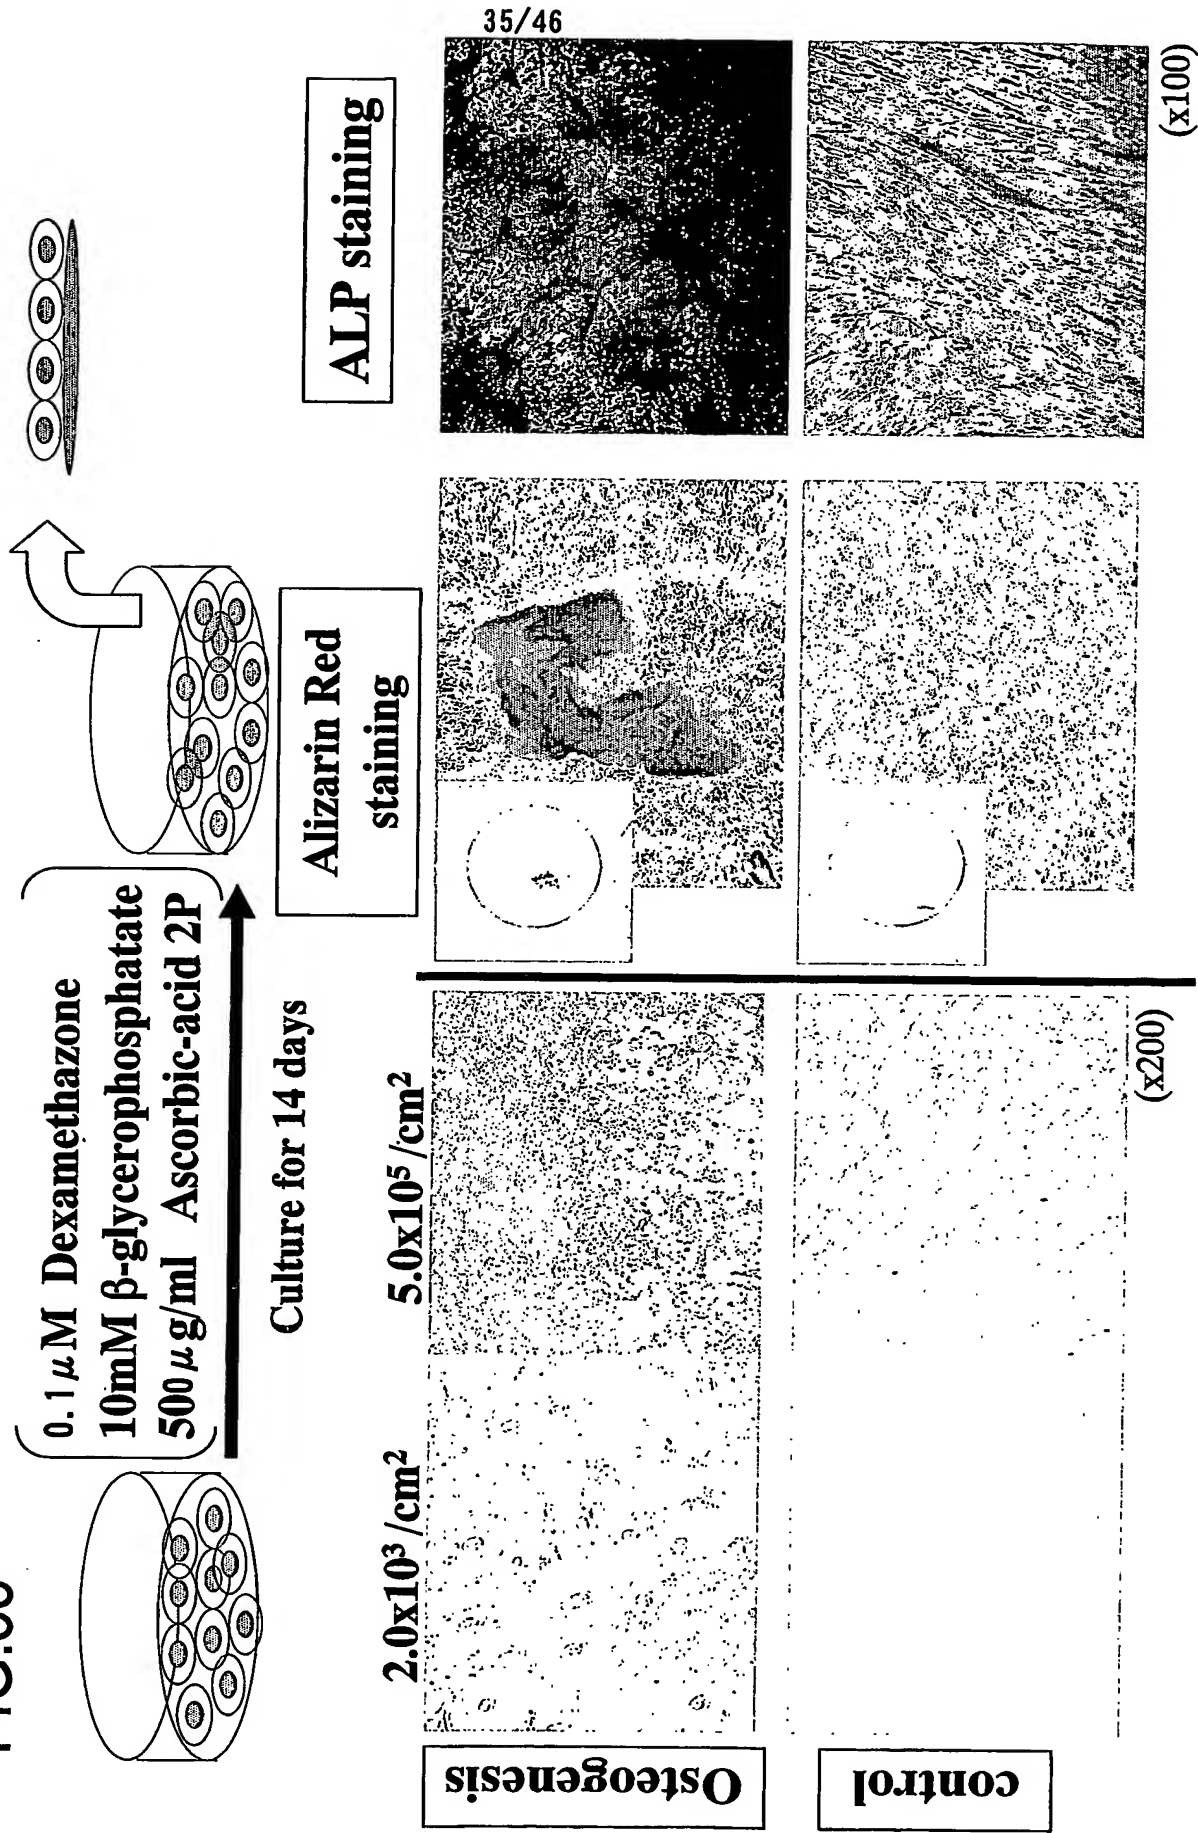 35/46
0.1μM Dexamethazone
10mM β-glycerophosphatate
500μg/ml Ascorbic-acid 2P
Culture for 14 days
Alizarin Red
staining
ALP staining
2.0x10³/cm²
5.0x10⁵/cm²
Osteogenesis
control
(x200)
(x100)